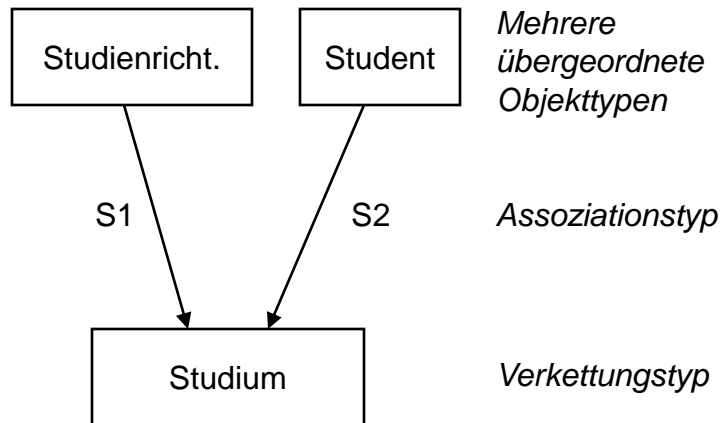 Studienricht.
Student
Mehrere
übergeordnete
Objekttypen
S1
S2
Assoziationstyp
Studium
Verkettungstyp